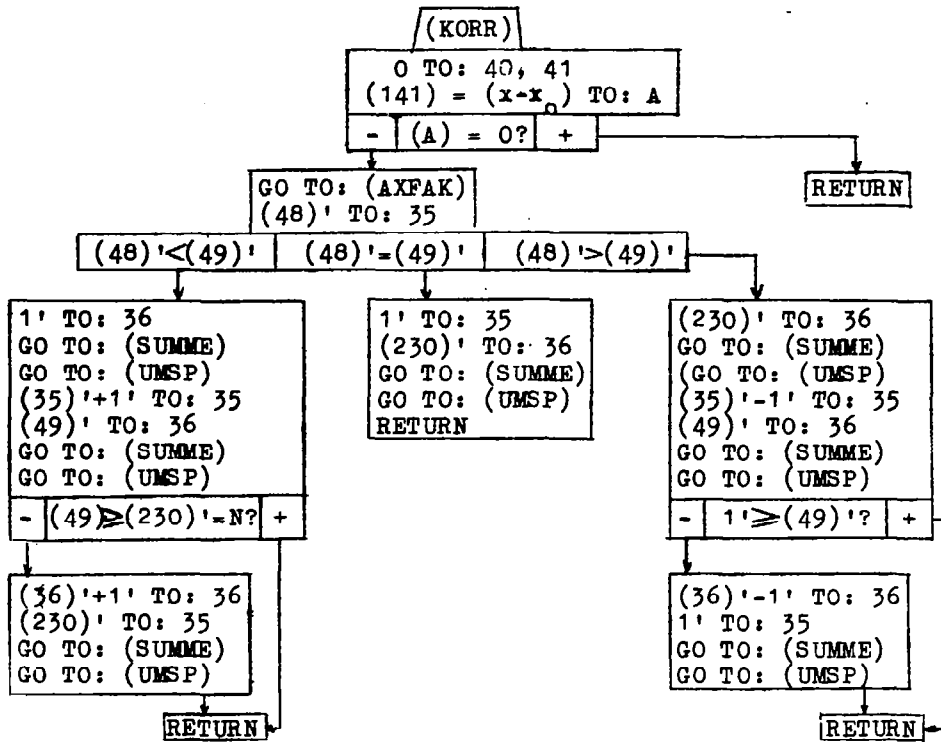 (KORR)
0 TO: 40, 41
(141) = (x-x₀) TO: A
- (A) = 0? +
RETURN
GO TO: (AXFAK)
(48)' TO: 35
(48)'<(49)' (48)'=(49)' (48)'>(49)'
1' TO: 36
GO TO: (SUMME)
GO TO: (UMSP)
(35)'+1' TO: 35
(49)' TO: 36
GO TO: (SUMME)
GO TO: (UMSP)
- (49)≥(230)'=N? +
1' TO: 35
(230)' TO: 36
GO TO: (SUMME)
GO TO: (UMSP)
RETURN
(230)' TO: 36
GO TO: (SUMME)
(GO TO: (UMSP)
(35)'-1' TO: 35
(49)' TO: 36
GO TO: (SUMME)
GO TO: (UMSP)
- 1'≥(49)'? +
(36)'+1' TO: 36
(230)' TO: 35
GO TO: (SUMME)
GO TO: (UMSP)
RETURN
(36)'-1' TO: 36
1' TO: 35
GO TO: (SUMME)
GO TO: (UMSP)
RETURN